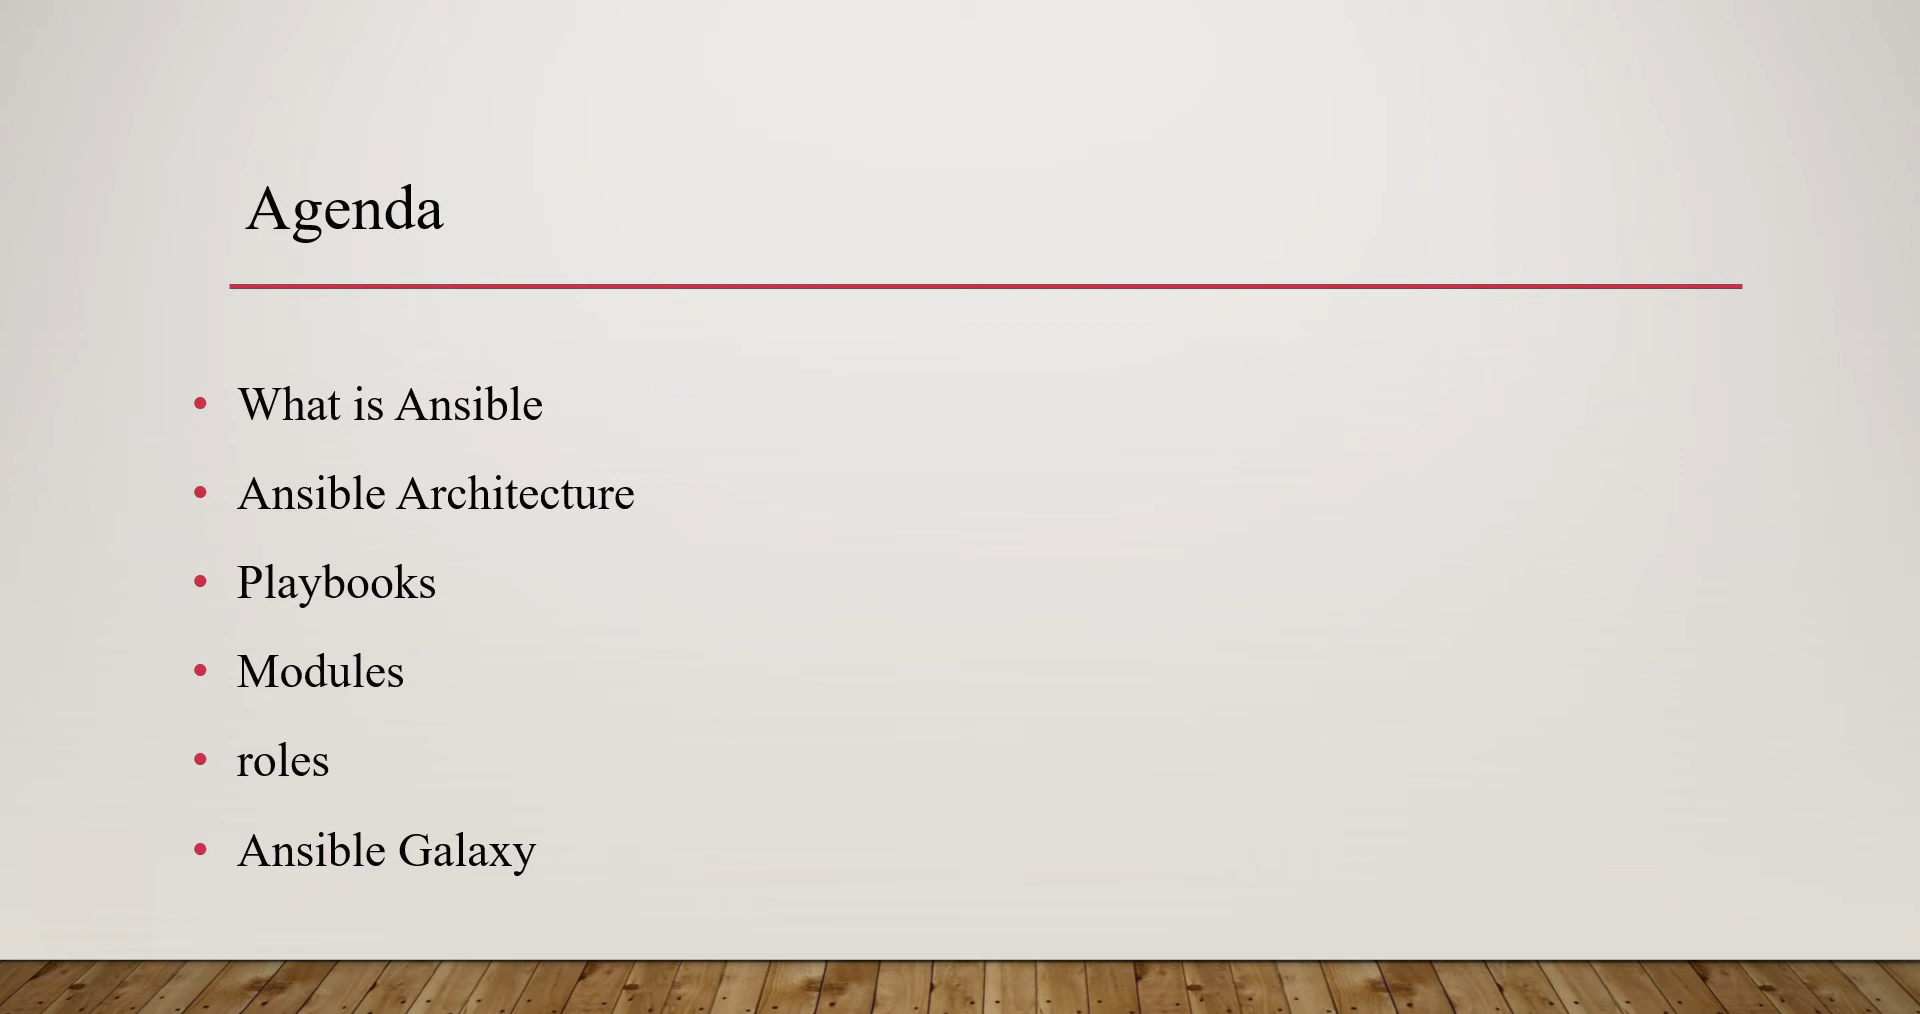 Agenda
What is Ansible
Ansible Architecture
Playbooks
Modules
roles
Ansible Galaxy